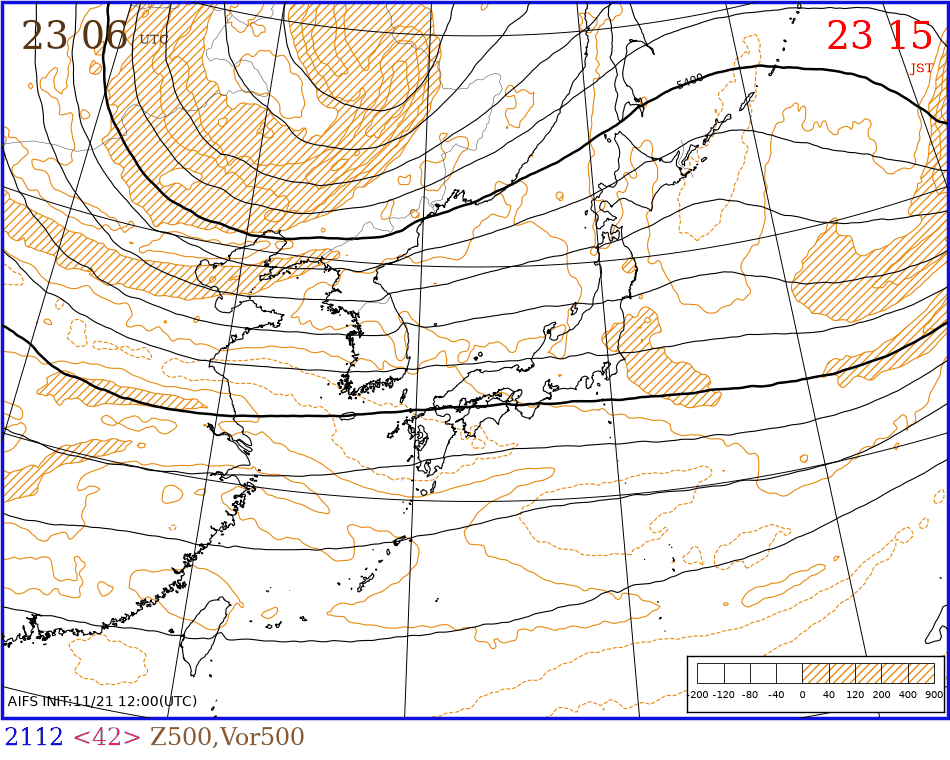 23 06 UTC
23 15
JST
5400
-200 -120 -80 -40 0 40 120 200 400 900
AIFS INIT:11/21 12:00(UTC)
2112 <42> Z500,Vor500